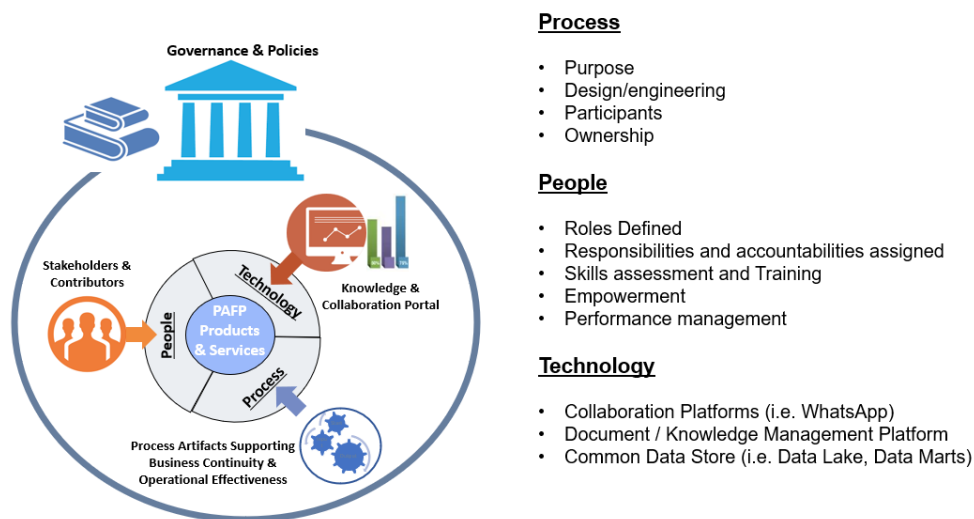 Governance & Policies
Stakeholders &
Contributors
Technology
Knowledge &
Collaboration Portal
People
PAFP
Products
& Services
Process
Process Artifacts Supporting
Business Continuity &
Operational Effectiveness
Process
• Purpose
• Design/engineering
• Participants
• Ownership
People
• Roles Defined
• Responsibilities and accountabilities assigned
• Skills assessment and Training
• Empowerment
• Performance management
Technology
• Collaboration Platforms (i.e. WhatsApp)
• Document / Knowledge Management Platform
• Common Data Store (i.e. Data Lake, Data Marts)